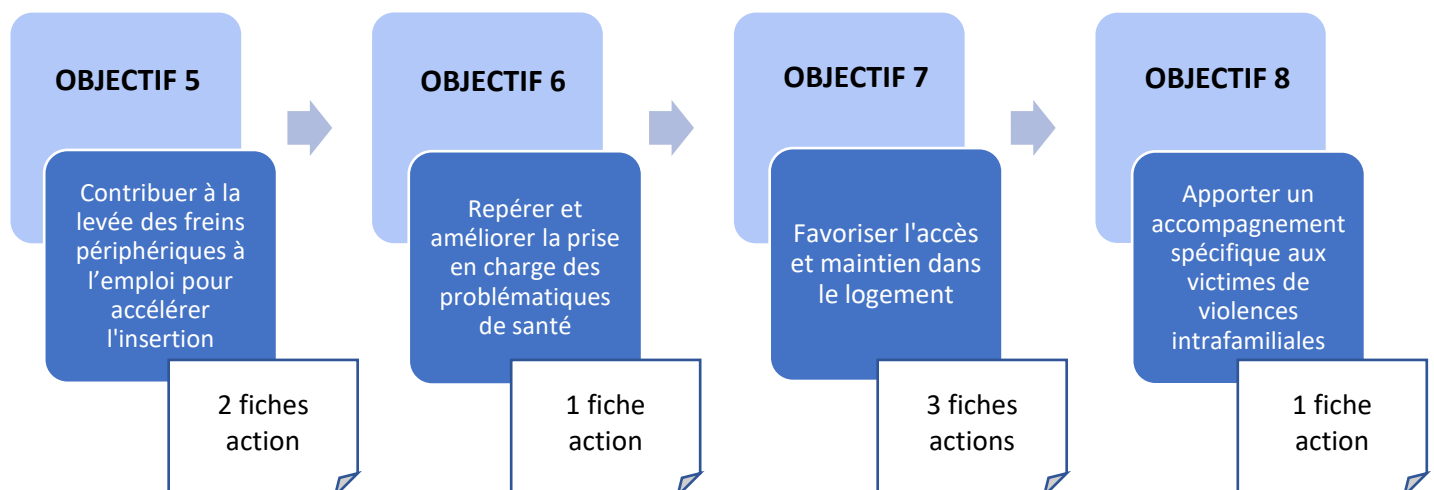 OBJECTIF 5
Contribuer à la
levée des freins
périphériques à
l’emploi pour
accélérer
l'insertion
2 fiches
action
OBJECTIF 6
Repérer et
améliorer la prise
en charge des
problématiques
de santé
1 fiche
action
OBJECTIF 7
Favoriser l'accès
et maintien dans
le logement
3 fiches
actions
OBJECTIF 8
Apporter un
accompagnement
spécifique aux
victimes de
violences
intrafamiliales
1 fiche
action